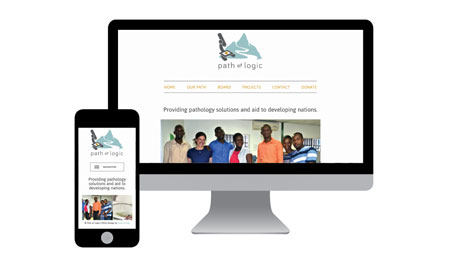 path of logic
HOME OUR PATH BOARD PROJECTS CONTACT DONATE
Providing pathology solutions and aid to developing nations.
path of logic
NAVIGATION
Providing pathology
solutions and aid to
developing nations.